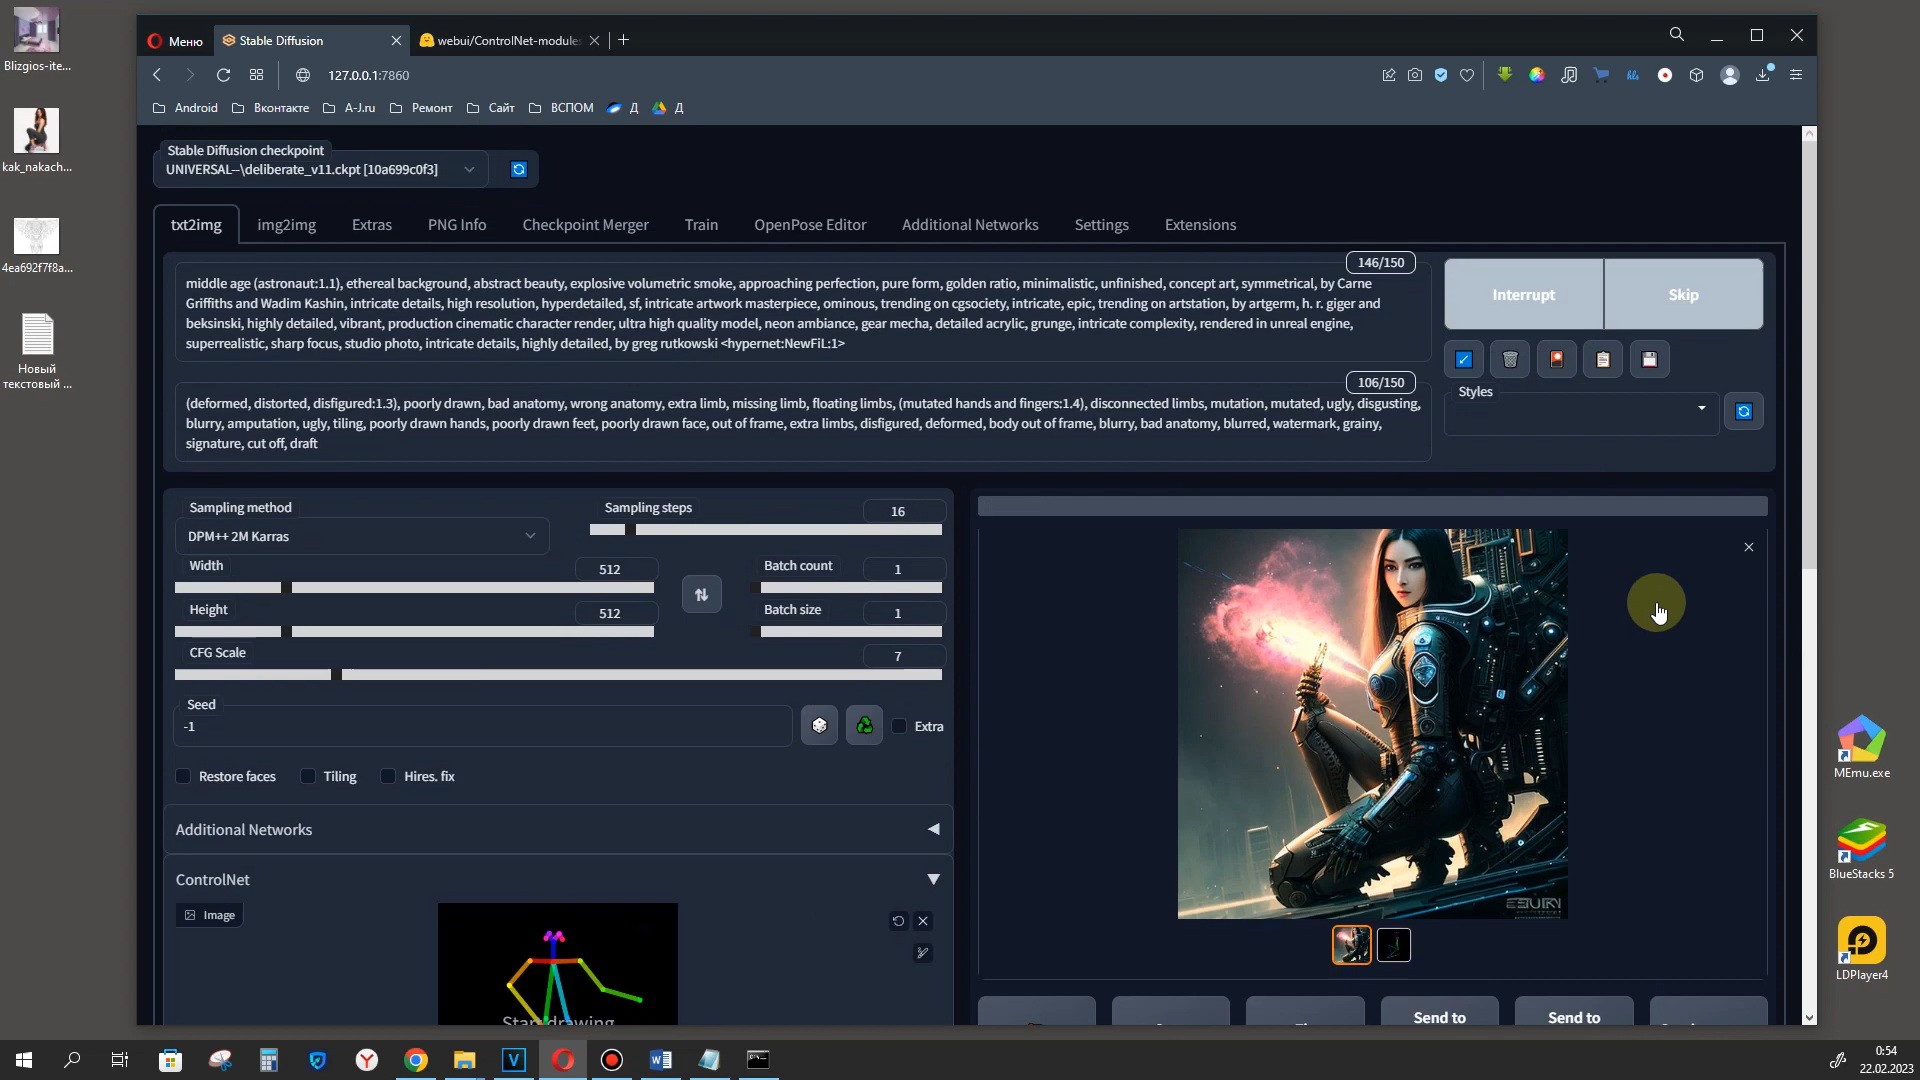 Меню
Stable Diffusion
webui/ControlNet-modules
127.0.0.1:7860
Android
Вконтакте
A-J.ru
Ремонт
Сайт
ВСПОМ
Д
Д
Blizgios-ite...
kak_nakach...
4ea692f7f8a...
Новый
текстовый ...
Stable Diffusion checkpoint
UNIVERSAL--\deliberate_v11.ckpt [10a699c0f3]
txt2img
img2img
Extras
PNG Info
Checkpoint Merger
Train
OpenPose Editor
Additional Networks
Settings
Extensions
146/150
middle age (astronaut:1.1), ethereal background, abstract beauty, explosive volumetric smoke, approaching perfection, pure form, golden ratio, minimalistic, unfinished, concept art, symmetrical, by Carne
Griffiths and Wadim Kashin, intricate details, high resolution, hyperdetailed, sf, intricate artwork masterpiece, ominous, trending on cgsociety, intricate, epic, trending on artstation, by artgerm, h. r. giger and
beksinski, highly detailed, vibrant, production cinematic character render, ultra high quality model, neon ambiance, gear mecha, detailed acrylic, grunge, intricate complexity, rendered in unreal engine,
superrealistic, sharp focus, studio photo, intricate details, highly detailed, by greg rutkowski <hypernet:NewFiL:1>
Interrupt
Skip
106/150
(deformed, distorted, disfigured:1.3), poorly drawn, bad anatomy, wrong anatomy, extra limb, missing limb, floating limbs, (mutated hands and fingers:1.4), disconnected limbs, mutation, mutated, ugly, disgusting,
blurry, amputation, ugly, tiling, poorly drawn hands, poorly drawn feet, poorly drawn face, out of frame, extra limbs, disfigured, deformed, body out of frame, blurry, bad anatomy, blurred, watermark, grainy,
signature, cut off, draft
Styles
Sampling method
DPM++ 2M Karras
Sampling steps
16
Width
512
Batch count
1
Height
512
Batch size
1
CFG Scale
7
Seed
-1
Extra
Restore faces
Tiling
Hires. fix
Additional Networks
ControlNet
Image
Start drawing
Send to
Send to
MEmu.exe
BlueStacks 5
LDPlayer4
0:54
22.02.2023